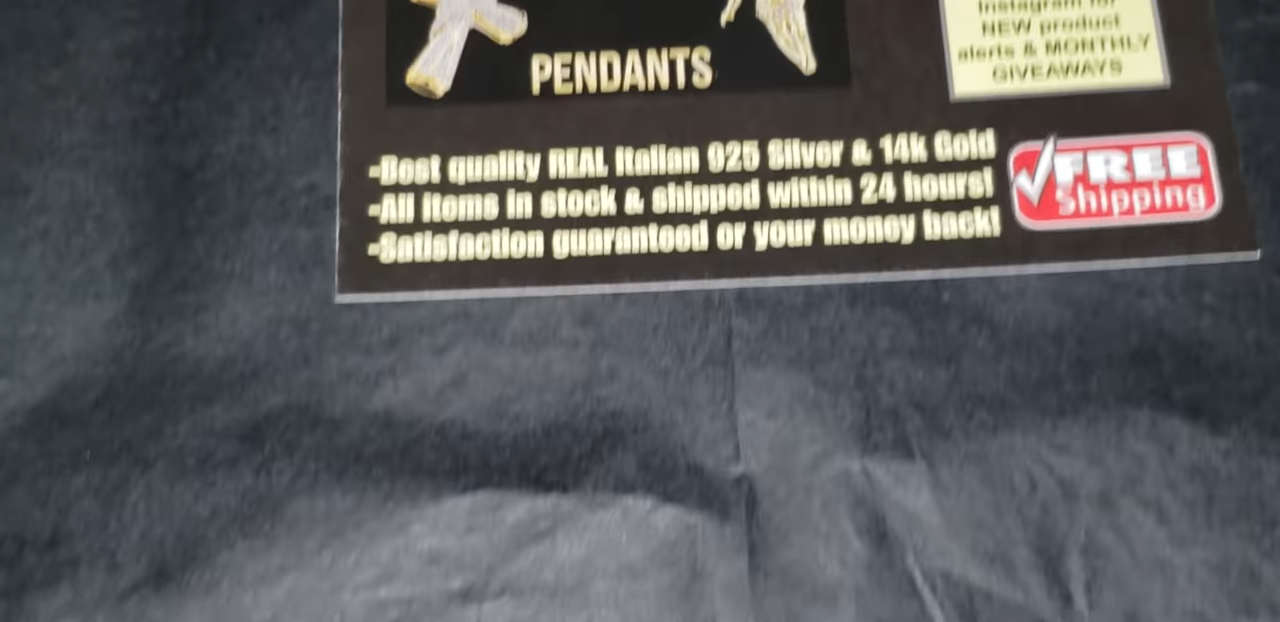 Instagram for
NEW product
alerts & MONTHLY
GIVEAWAYS
PENDANTS
-Best quality REAL Italian 925 Silver & 14k Gold
-All items in stock & shipped within 24 hours!
-Satisfaction guaranteed or your money back!
FREE
Shipping